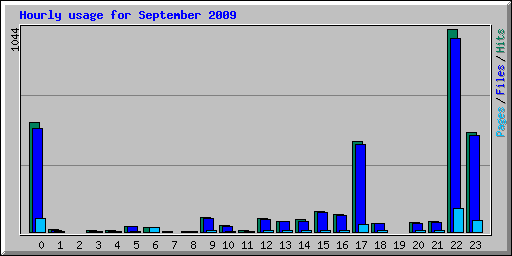 Hourly usage for September 2009
1044
Pages / Files / Hits
0 1 2 3 4 5 6 7 8 9 10 11 12 13 14 15 16 17 18 19 20 21 22 23